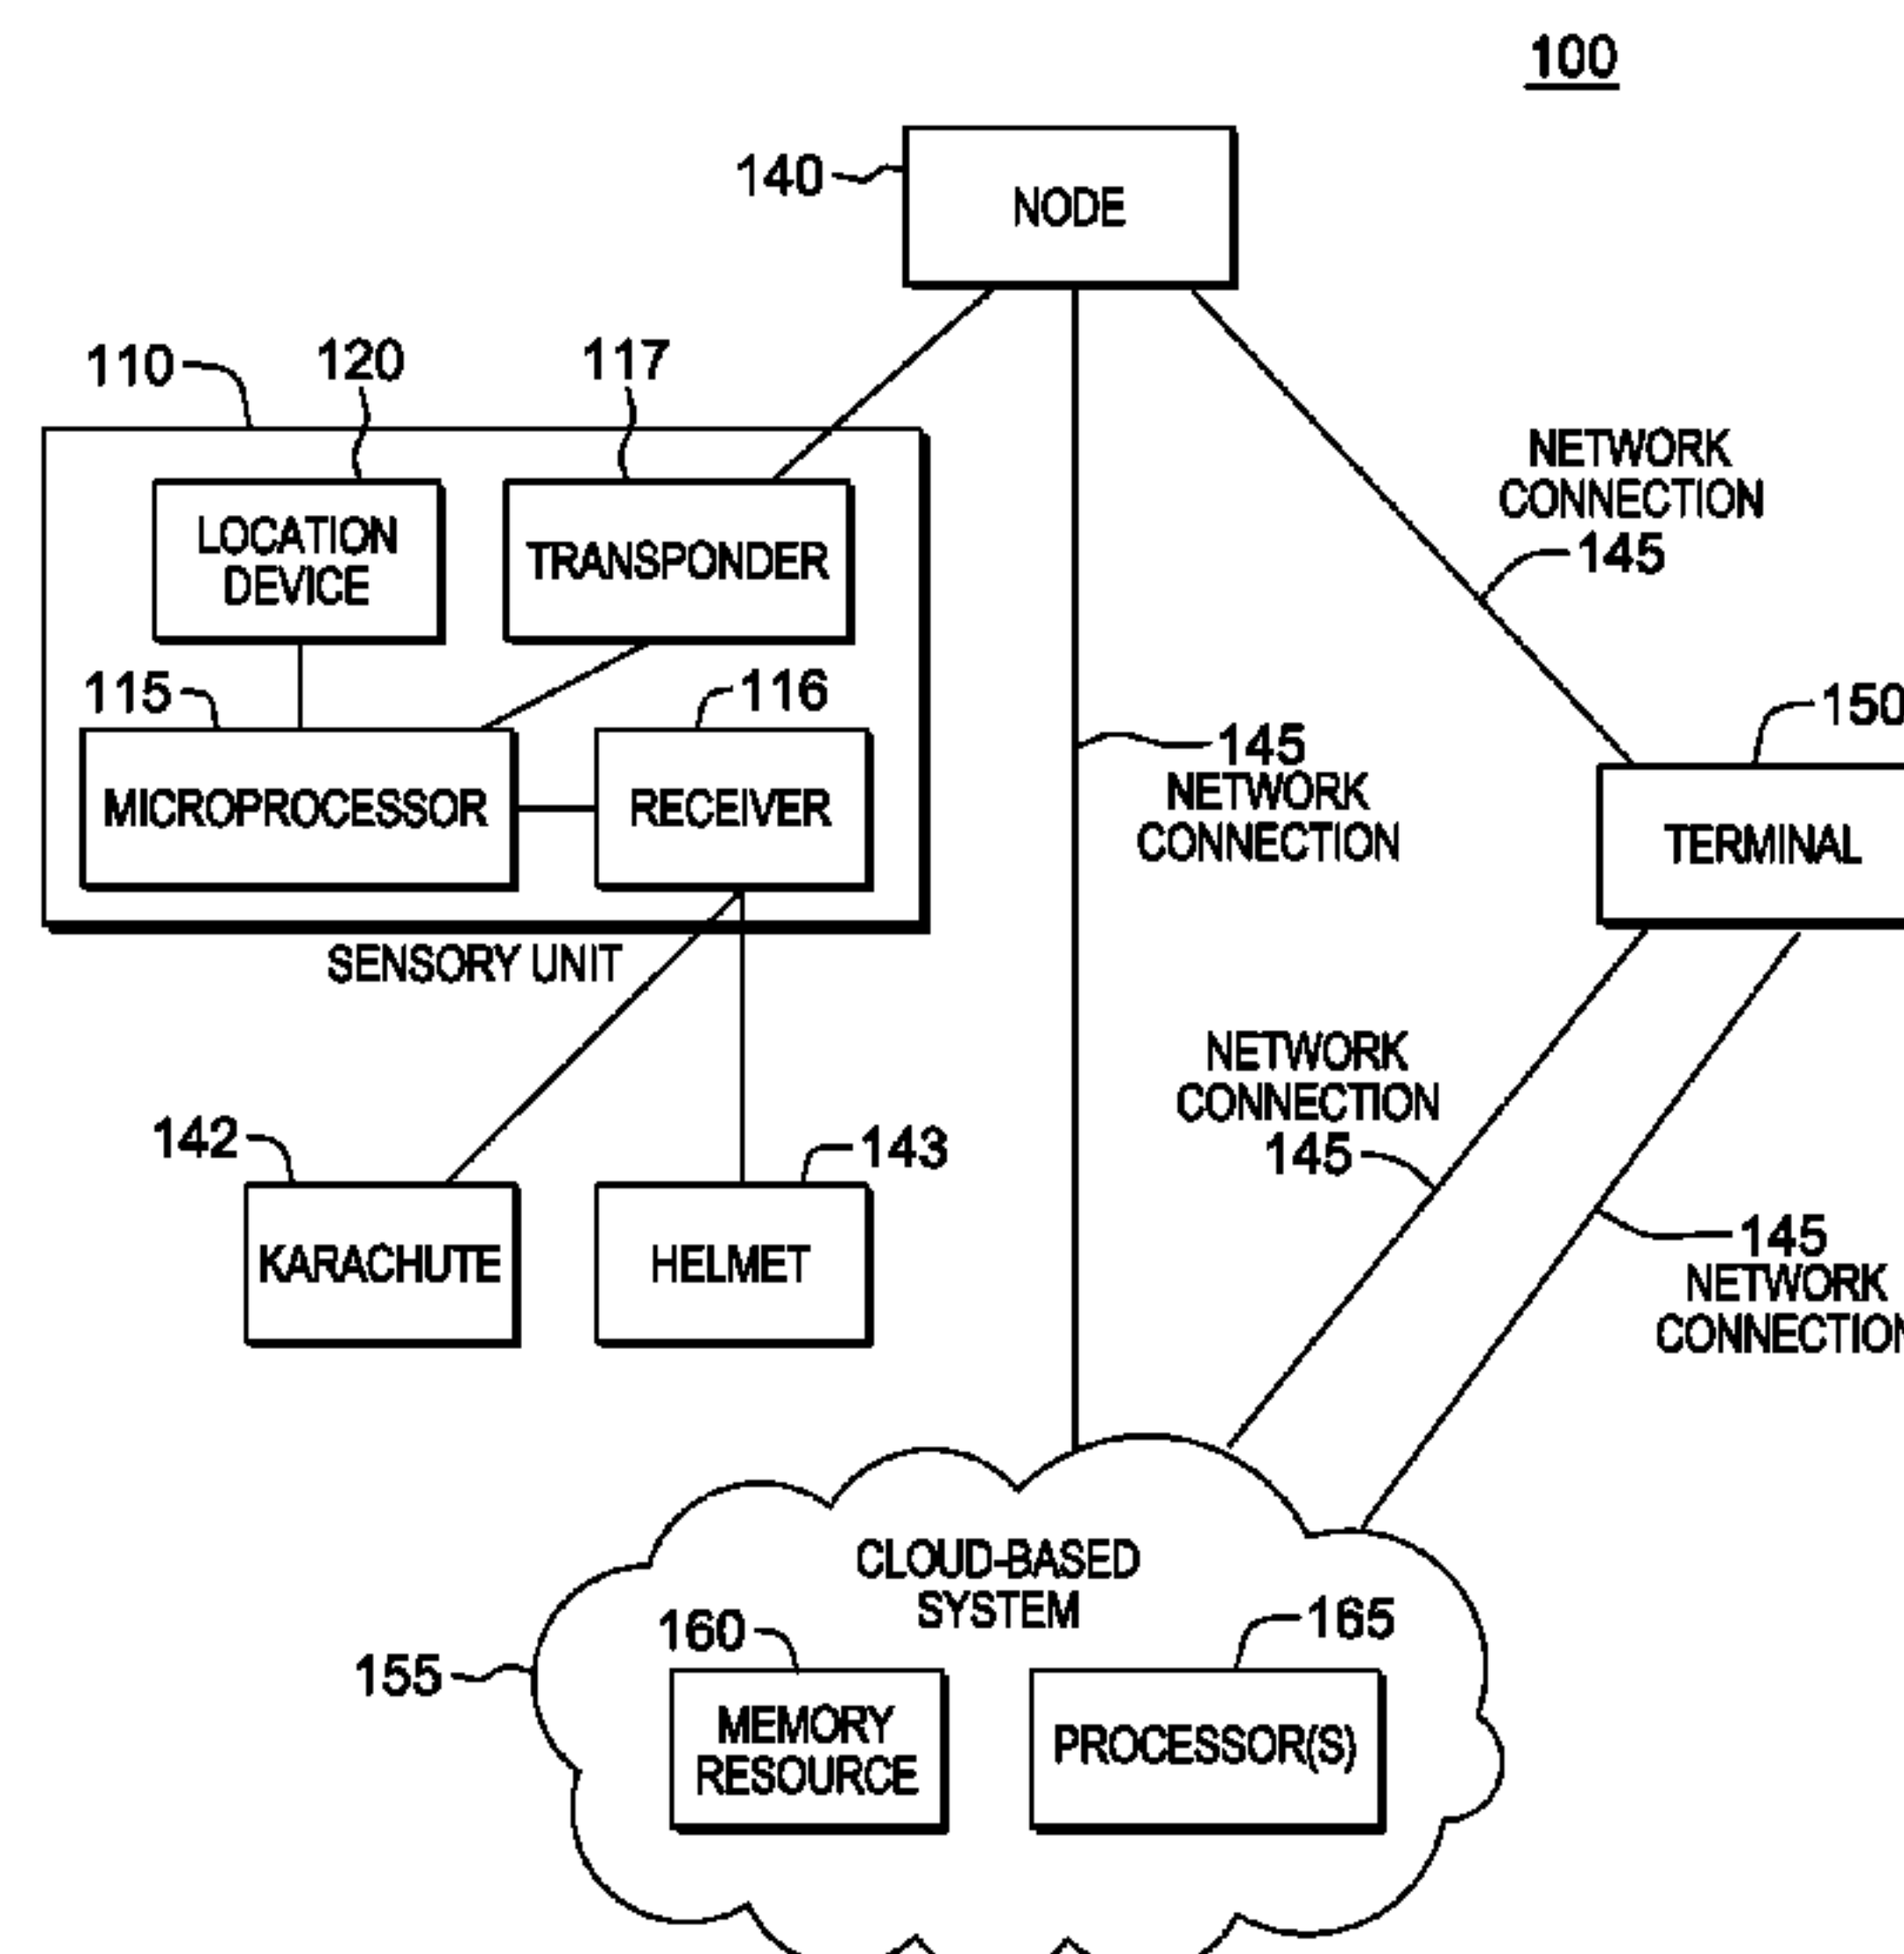 100
140
NODE
110
120
117
LOCATION
DEVICE
TRANSPONDER
NETWORK
CONNECTION
145
115
116
MICROPROCESSOR
RECEIVER
145
NETWORK
CONNECTION
150
TERMINAL
SENSORY UNIT
NETWORK
CONNECTION
145
142
143
KARACHUTE
HELMET
145
NETWORK
CONNECTION
CLOUD-BASED
SYSTEM
160
165
155
MEMORY
RESOURCE
PROCESSOR(S)